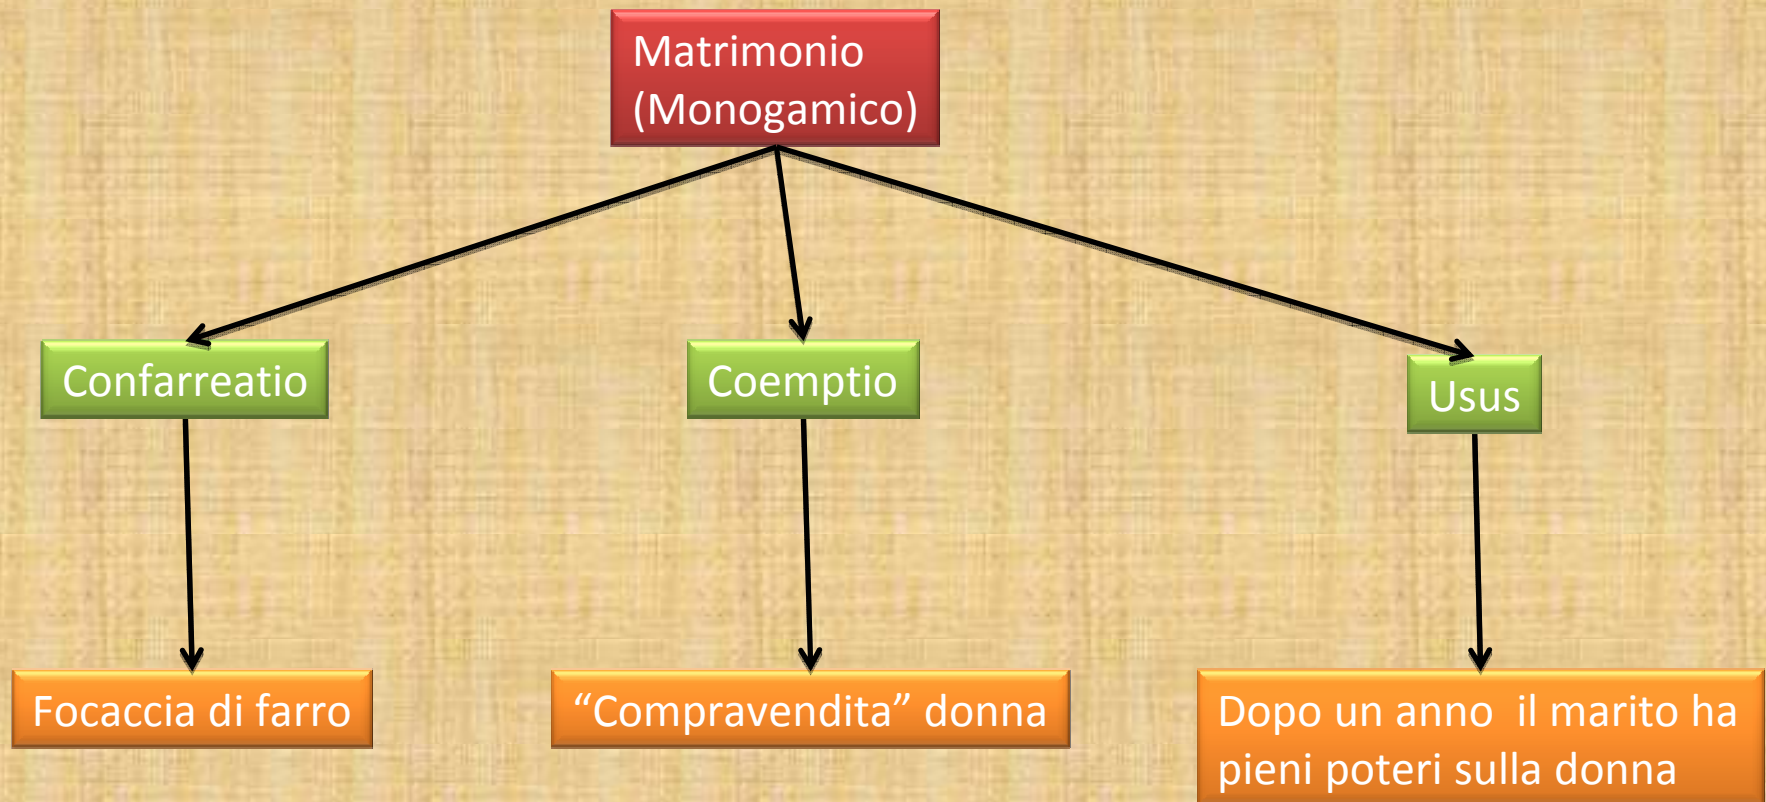 Matrimonio
(Monogamico)
Confarreatio
Coemptio
Usus
Focaccia di farro
“Compravendita” donna
Dopo un anno  il marito ha
pieni poteri sulla donna